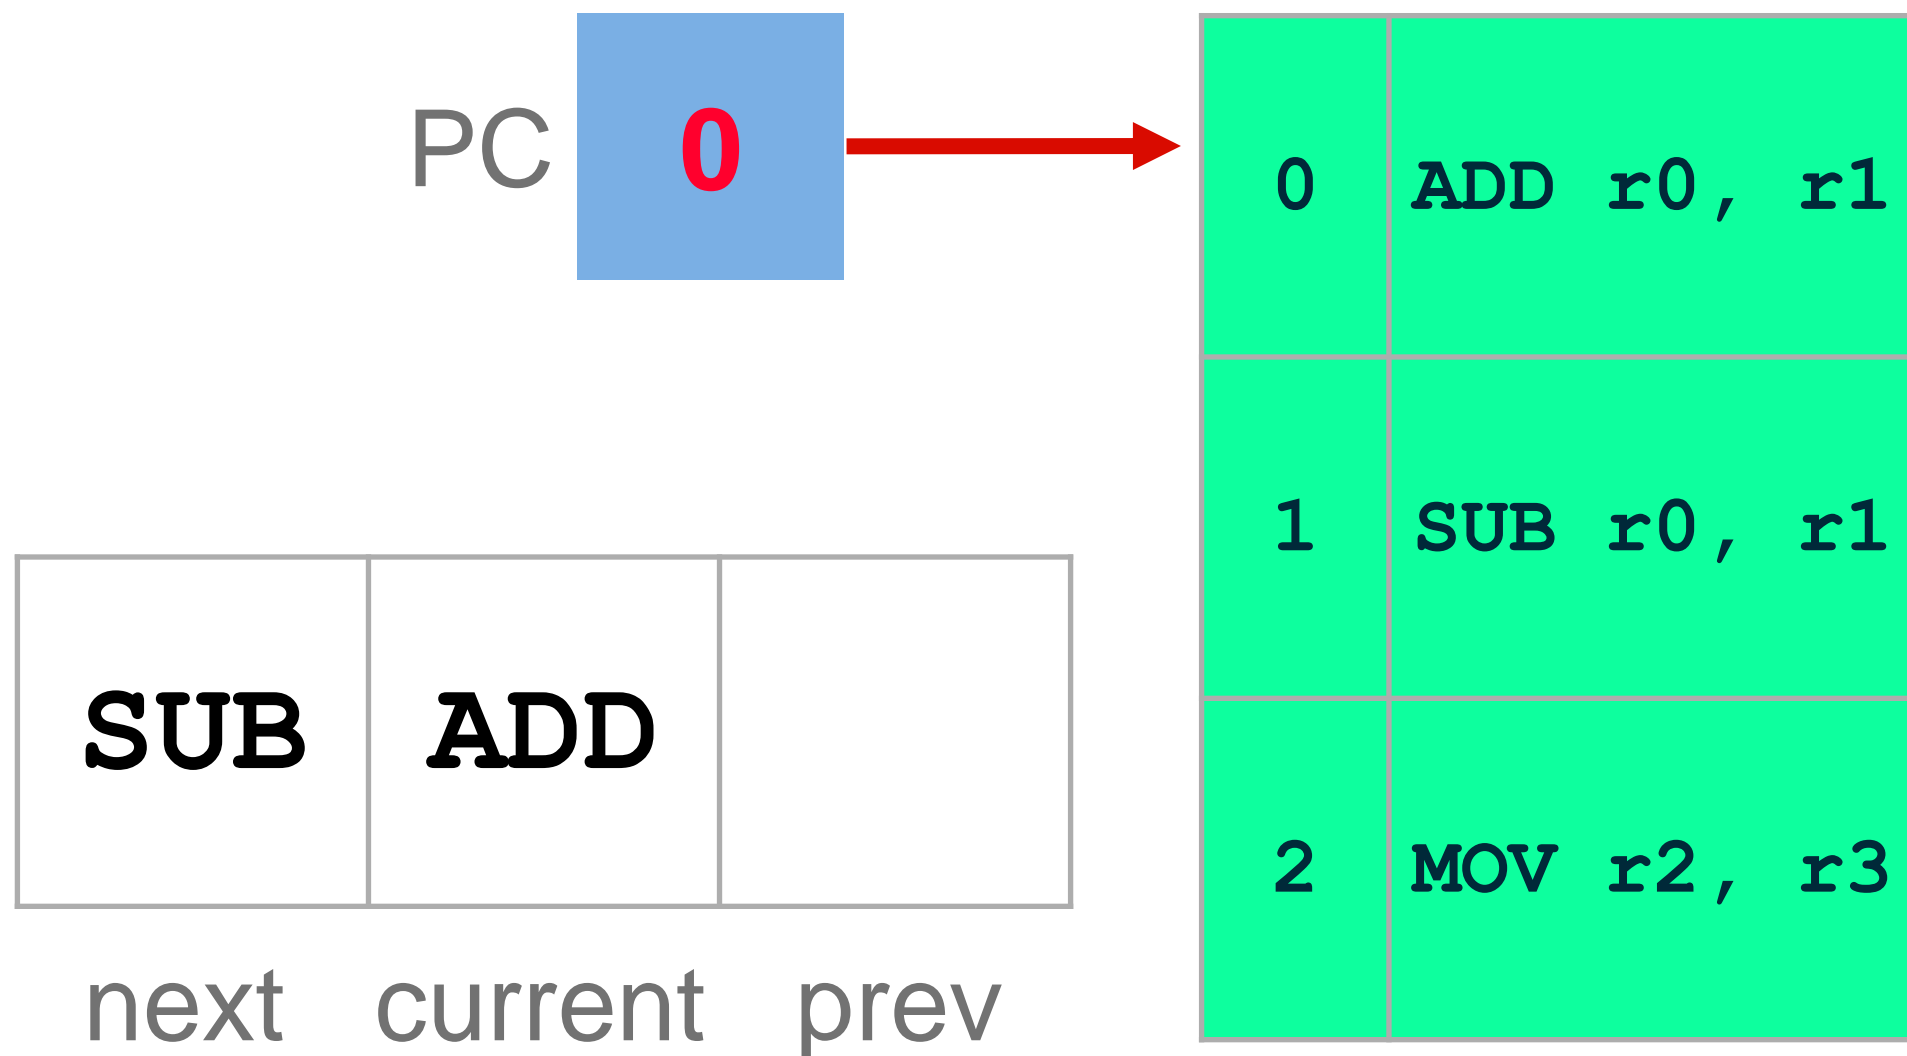 PC 0
0 ADD r0, r1
1 SUB r0, r1
2 MOV r2, r3
SUB ADD
next current prev